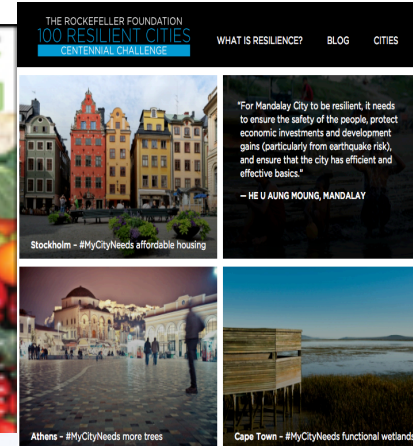 THE ROCKEFELLER FOUNDATION
100 RESILIENT CITIES
CENTENNIAL CHALLENGE
WHAT IS RESILIENCE? BLOG CITIES
"For Mandalay City to be resilient, it needs
to ensure the safety of the people, protect
economic investments and development
gains (particularly from earthquake risk),
and ensure that the city has efficient and
effective basics."
— HE U AUNG MOUNG, MANDALAY
Stockholm – #MyCityNeeds affordable housing
Athens – #MyCityNeeds more trees
Cape Town – #MyCityNeeds functional wetlands